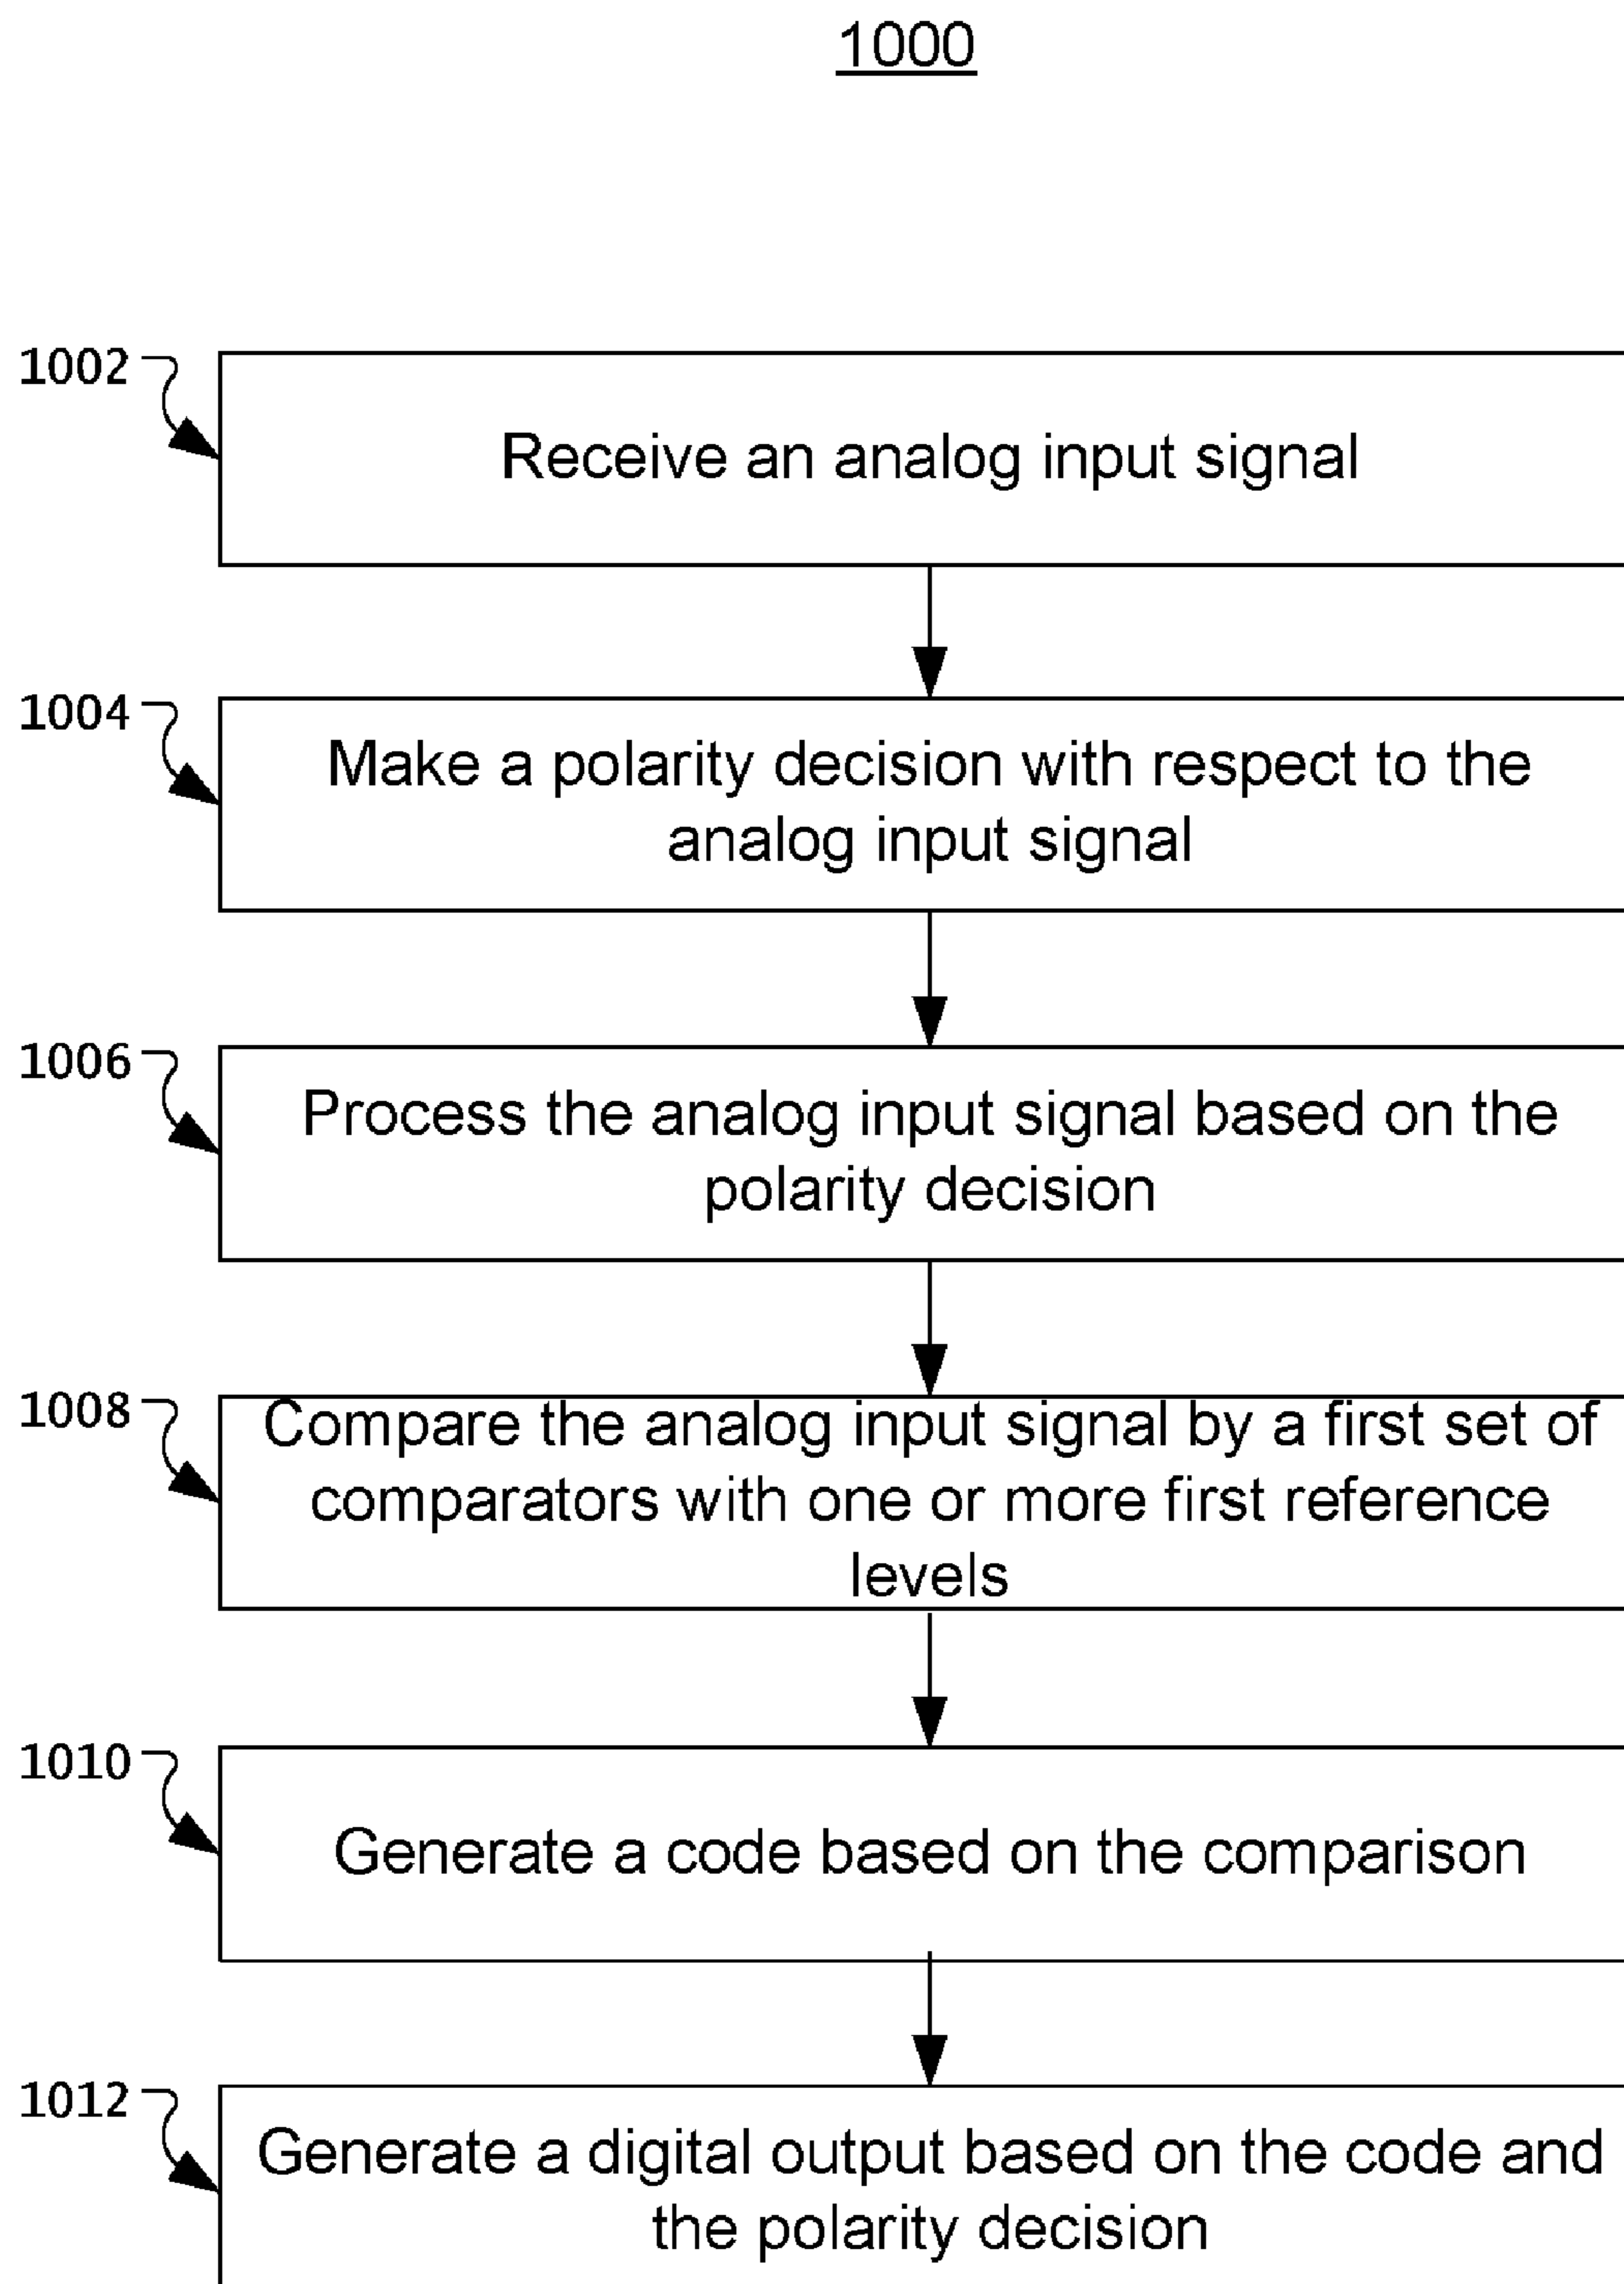 1000
1002
Receive an analog input signal
1004
Make a polarity decision with respect to the
analog input signal
1006
Process the analog input signal based on the
polarity decision
1008
Compare the analog input signal by a first set of
comparators with one or more first reference
levels
1010
Generate a code based on the comparison
1012
Generate a digital output based on the code and
the polarity decision